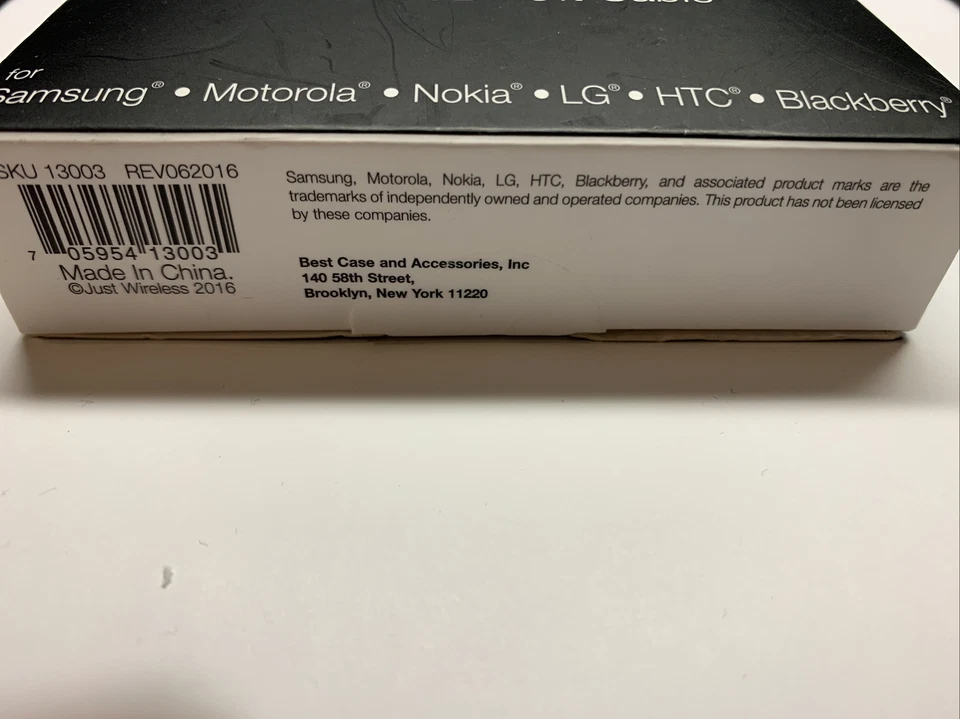 Cable
for
Samsung® • Motorola® • Nokia® • LG® • HTC® • Blackberry®
SKU 13003 REV062016
7 05954 13003
Made In China.
©Just Wireless 2016
Samsung, Motorola, Nokia, LG, HTC, Blackberry, and associated product marks are the
trademarks of independently owned and operated companies. This product has not been licensed
by these companies.
Best Case and Accessories, Inc
140 58th Street,
Brooklyn, New York 11220